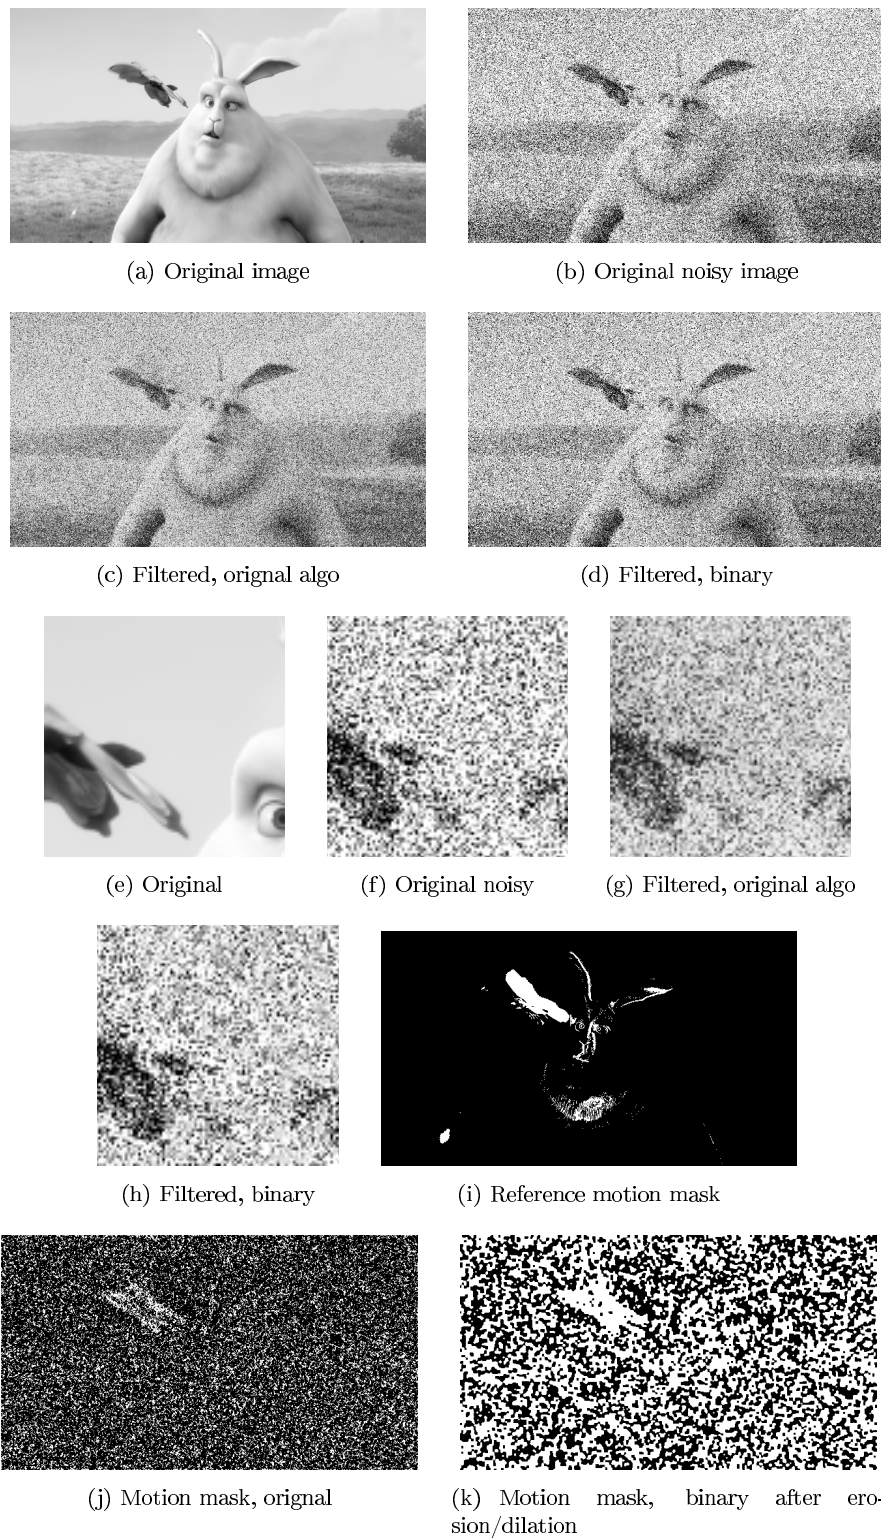 (a) Original image
(b) Original noisy image
(c) Filtered, orignal algo
(d) Filtered, binary
(e) Original
(f) Original noisy
(g) Filtered, original algo
(h) Filtered, binary
(i) Reference motion mask
(j) Motion mask, orignal
(k) Motion mask, binary after ero-
sion/dilation